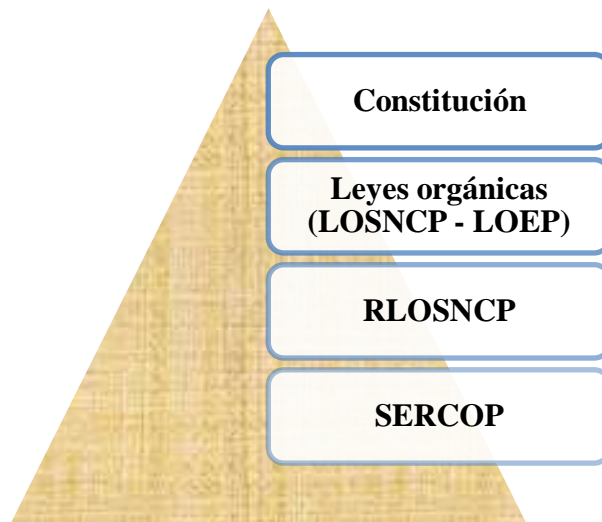 Constitución
Leyes orgánicas
(LOSNCP - LOEP)
RLOSNCP
SERCOP